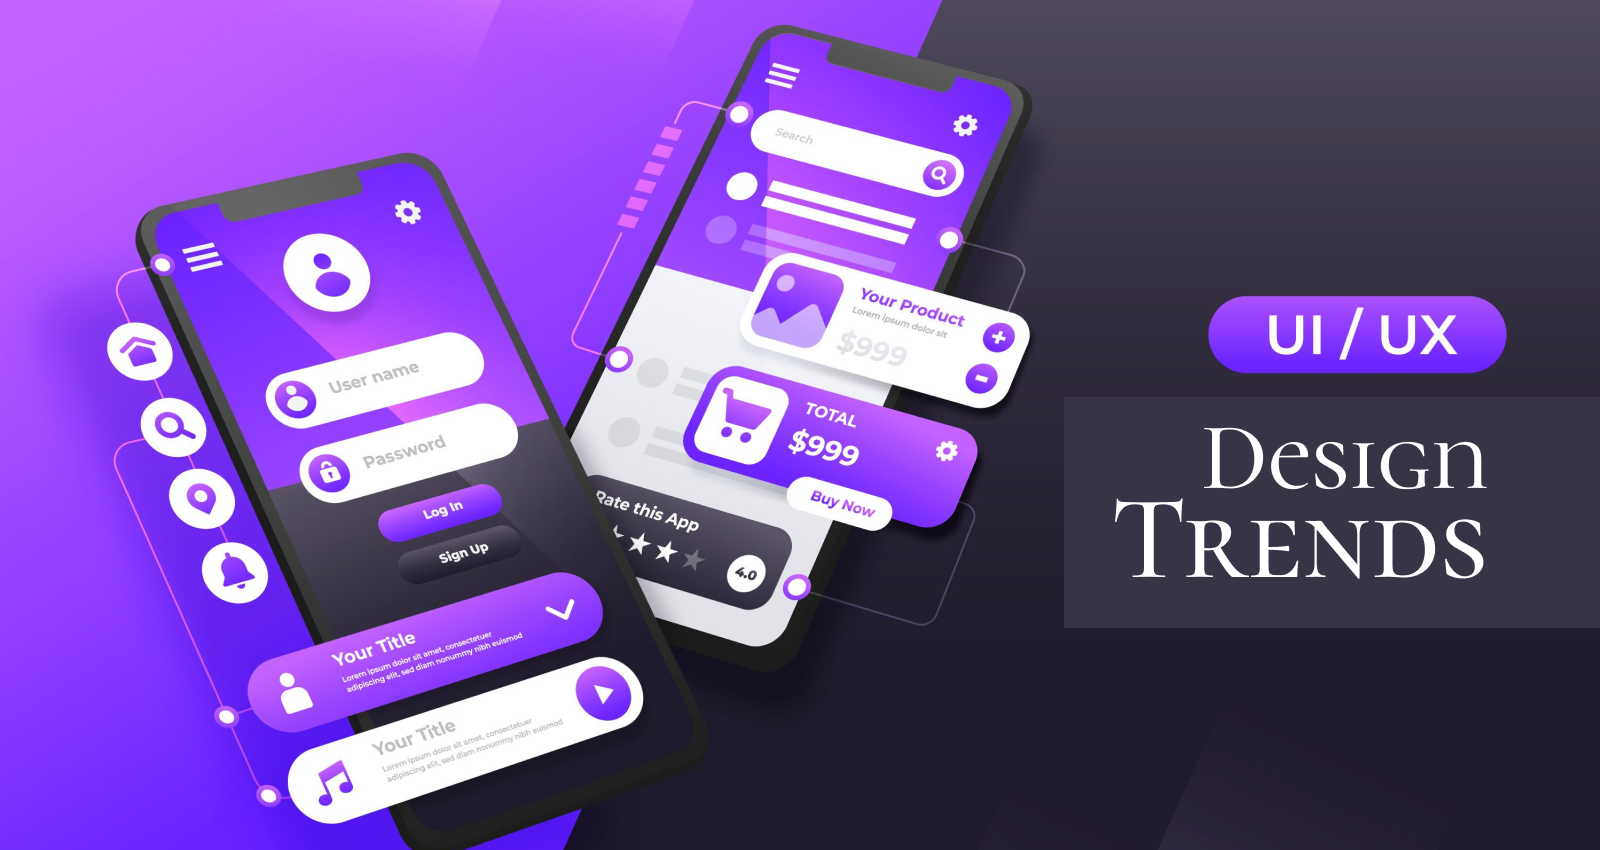 User name
Password
Log In
Sign Up
Your Title
Lorem ipsum dolor sit amet, consectetuer
adipiscing elit, sed diam nonummy nibh euismod
Your Title
Lorem ipsum dolor sit amet, consectetuer
adipiscing elit, sed diam nonummy nibh euismod
Search
Your Product
Lorem ipsum dolor sit
$999
TOTAL
$999
Buy Now
Rate this App
4.0
UI / UX
Design
Trends